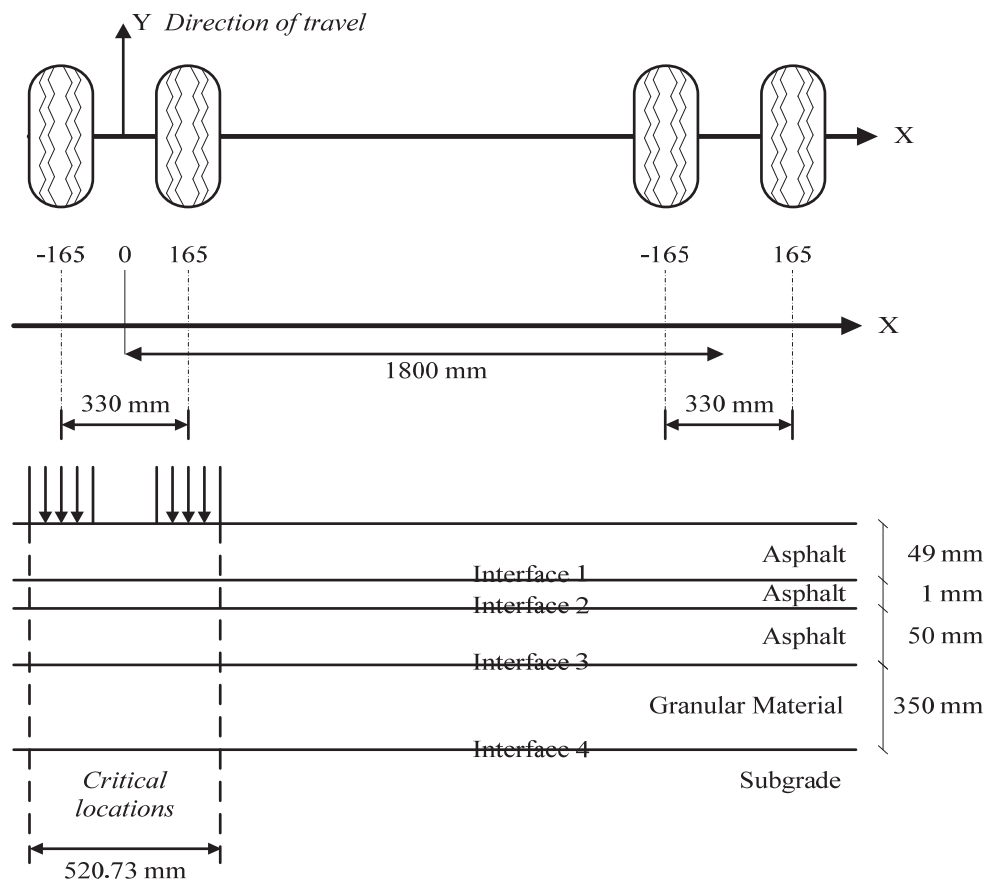 Y Direction of travel
X
-165 0 165 -165 165
X
1800 mm
330 mm 330 mm
Asphalt 49 mm
Interface 1
Asphalt 1 mm
Interface 2
Asphalt 50 mm
Interface 3
Granular Material 350 mm
Interface 4
Critical
locations
Subgrade
520.73 mm